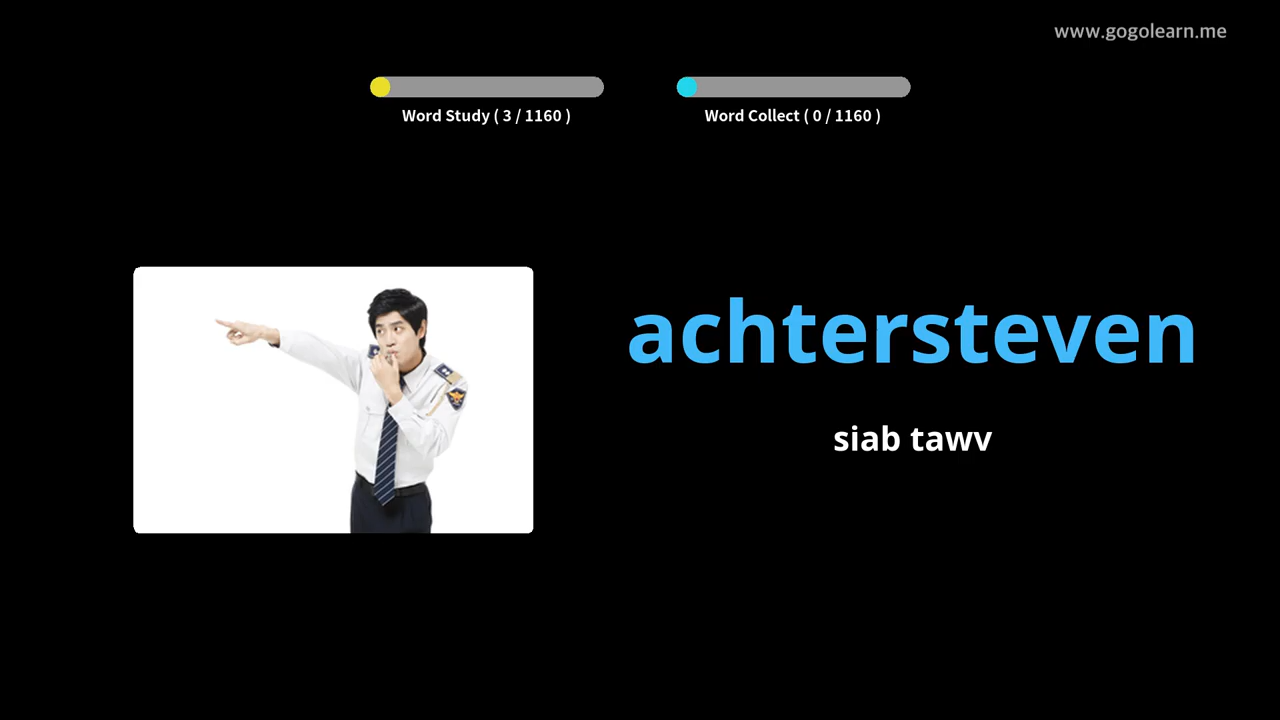 www.gogolearn.me
Word Study ( 3 / 1160 )
Word Collect ( 0 / 1160 )
achtersteven
siab tawv